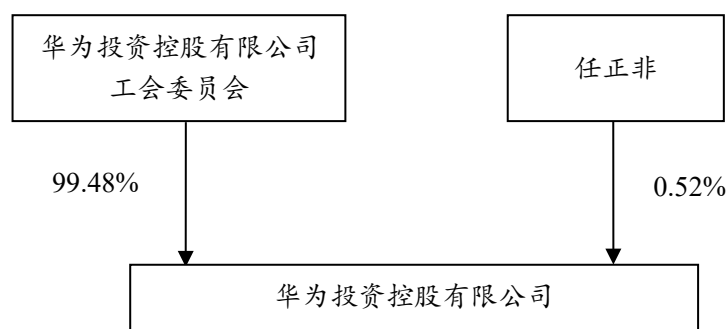 华为投资控股有限公司
工会委员会
任正非
99.48%
0.52%
华为投资控股有限公司